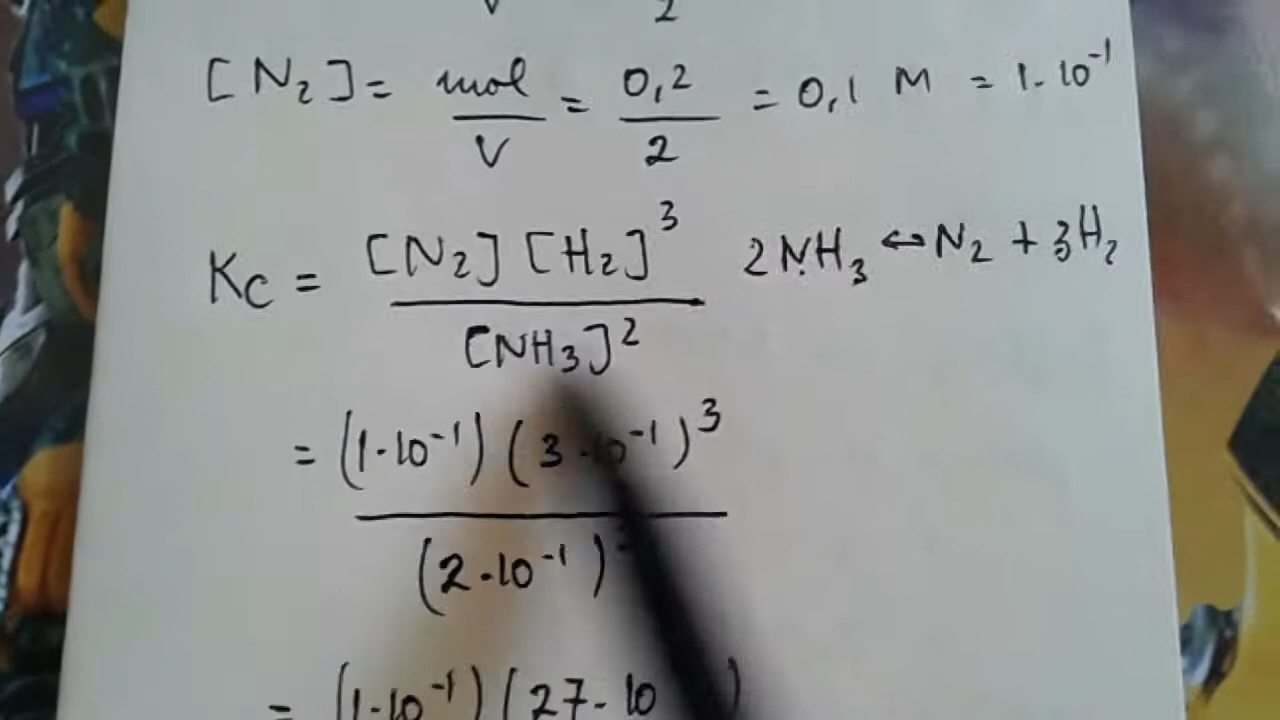 V 2
[N₂] = mol/V = 0,2/2 = 0,1 M = 1·10⁻¹
Kc = [N₂] [H₂]³ / [NH₃]² 2NH₃ ↔ N₂ + 3H₂
= (1·10⁻¹) (3·10⁻¹)³ / (2·10⁻¹)
= (1·10⁻¹) (27·10 )